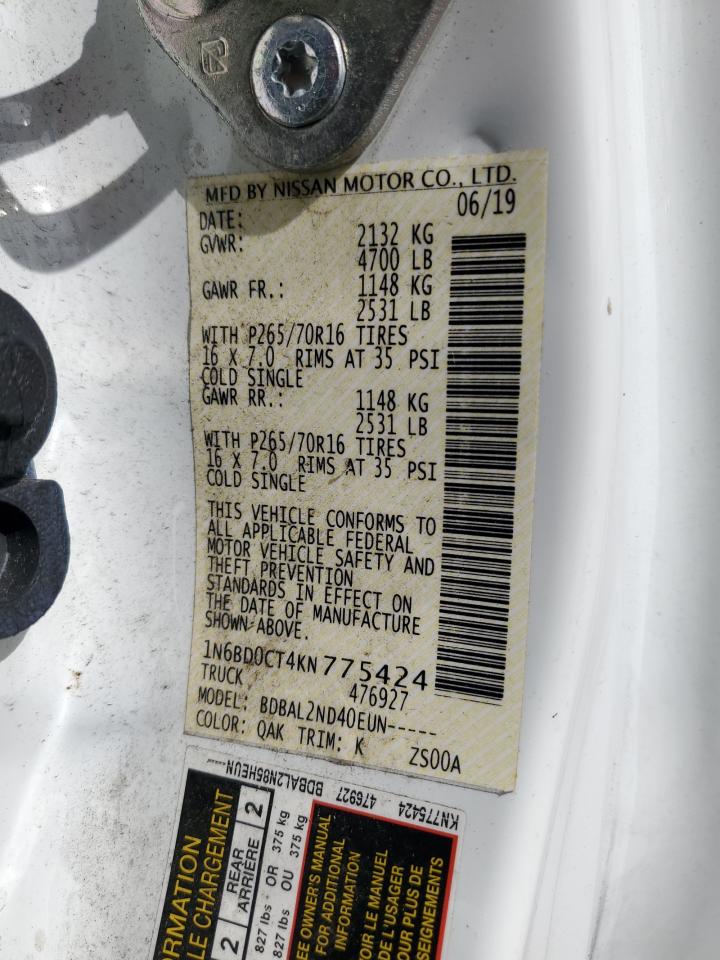 MFD BY NISSAN MOTOR CO., LTD.
DATE: 06/19
GVWR: 2132 KG
4700 LB
GAWR FR.: 1148 KG
2531 LB
WITH P265/70R16 TIRES
16 X 7.0 RIMS AT 35 PSI
COLD SINGLE
GAWR RR.: 1148 KG
2531 LB
WITH P265/70R16 TIRES
16 X 7.0 RIMS AT 35 PSI
COLD SINGLE
THIS VEHICLE CONFORMS TO
ALL APPLICABLE FEDERAL
MOTOR VEHICLE SAFETY AND
THEFT PREVENTION
STANDARDS IN EFFECT ON
THE DATE OF MANUFACTURE
SHOWN ABOVE.
1N6BD0CT4KN775424
TRUCK 476927
MODEL: BDBAL2ND40EUN-----
COLOR: QAK TRIM: K ZS00A
KN775424 476927 BDBAL2N85HEUN-----
LE CHARGEMENT
2 REAR
ARRIÈRE 2
827 lbs OR 375 kg
827 lbs OU 375 kg
OWNER'S MANUAL
FOR ADDITIONAL
INFORMATION
VOIR LE MANUEL
DE L'USAGER
POUR PLUS DE